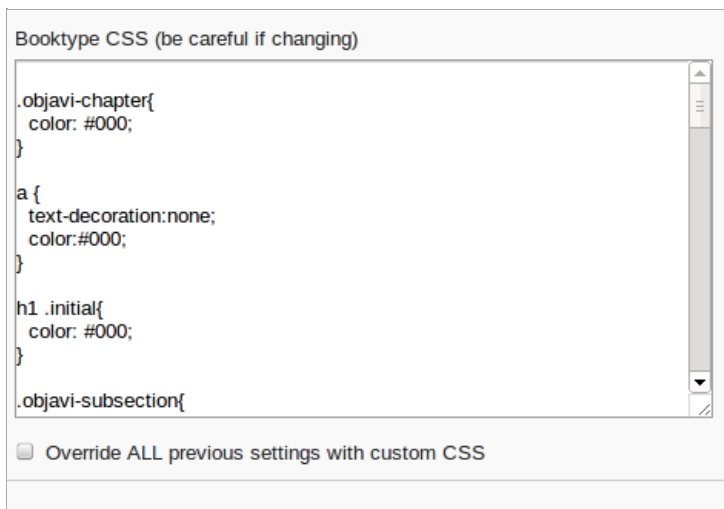 Booktype CSS (be careful if changing)
.objavi-chapter{
color: #000;
}
a {
text-decoration:none;
color:#000;
}
h1 .initial{
color: #000;
}
.objavi-subsection{
Override ALL previous settings with custom CSS